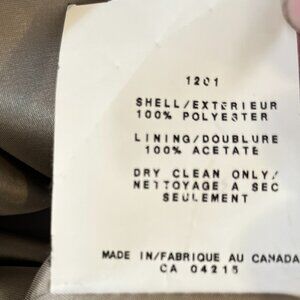 1201
SHELL/EXTERIEUR
100% POLYESTER
LINING/DOUBLURE
100% ACETATE
DRY CLEAN ONLY/
NETTOYAGE A SEC
SEULEMENT
MADE IN/FABRIQUE AU CANADA
CA 04215